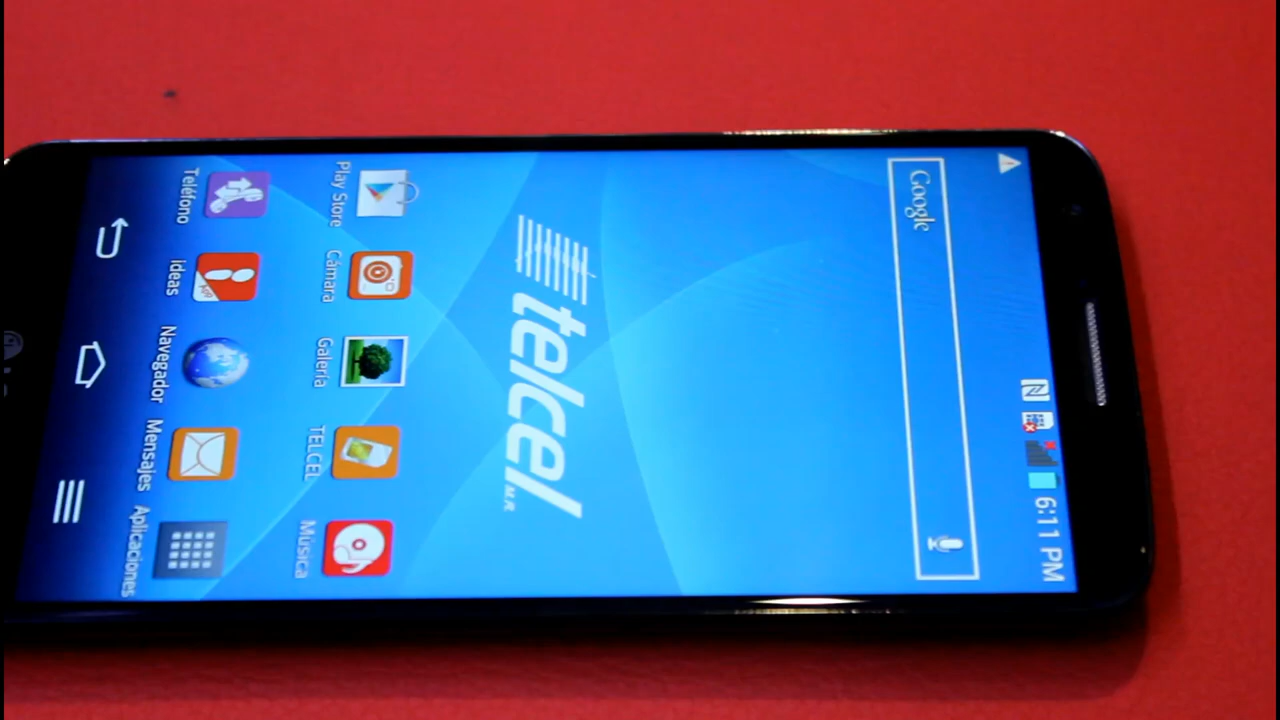 6:11 PM
Google
telcel M.R.
Play Store
Cámara
Galería
TELCEL
Música
Teléfono
Ideas
Navegador
Mensajes
Aplicaciones